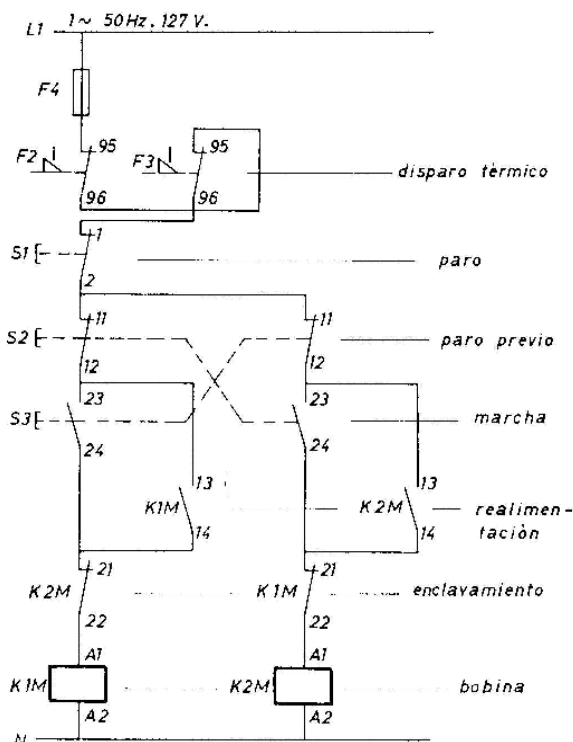 L1 1~ 50Hz, 127 V.
F4
F2 95 F3 95
disparo tèrmico
96 96
1
S1 paro
2
11 11
S2 paro previo
12 12
23 23
S3 marcha
24 24
13 13
K1M K2M realimen-
14 14 taciòn
21 21
K2M K1M enclavamiento
22 22
A1 A1
K1M K2M bobina
A2 A2
N